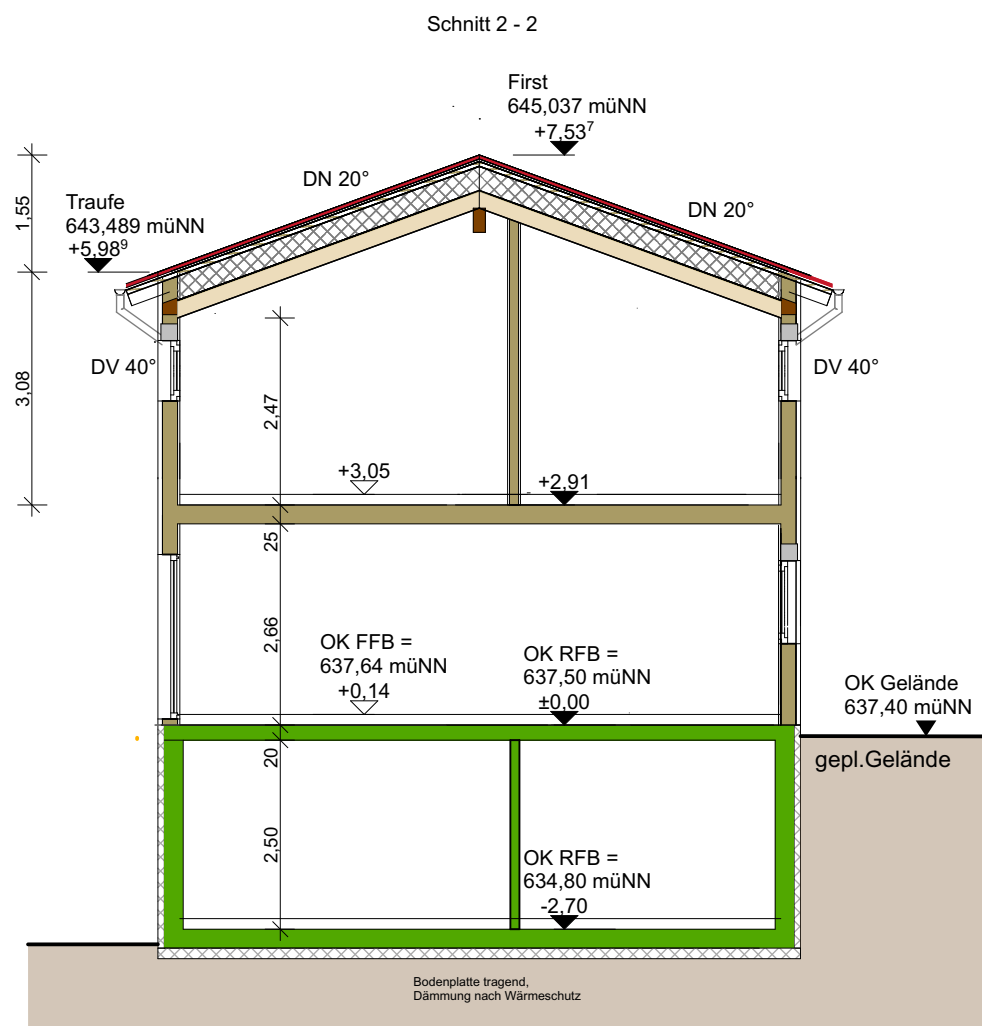 Schnitt 2 - 2
First
645,037 müNN
+7,53⁷
DN 20°
DN 20°
Traufe
643,489 müNN
+5,98⁹
1,55
DV 40°
DV 40°
3,08
2,47
+3,05
+2,91
25
2,66
OK FFB =
637,64 müNN
+0,14
OK RFB =
637,50 müNN
±0,00
OK Gelände
637,40 müNN
gepl.Gelände
20
2,50
OK RFB =
634,80 müNN
-2,70
Bodenplatte tragend,
Dämmung nach Wärmeschutz